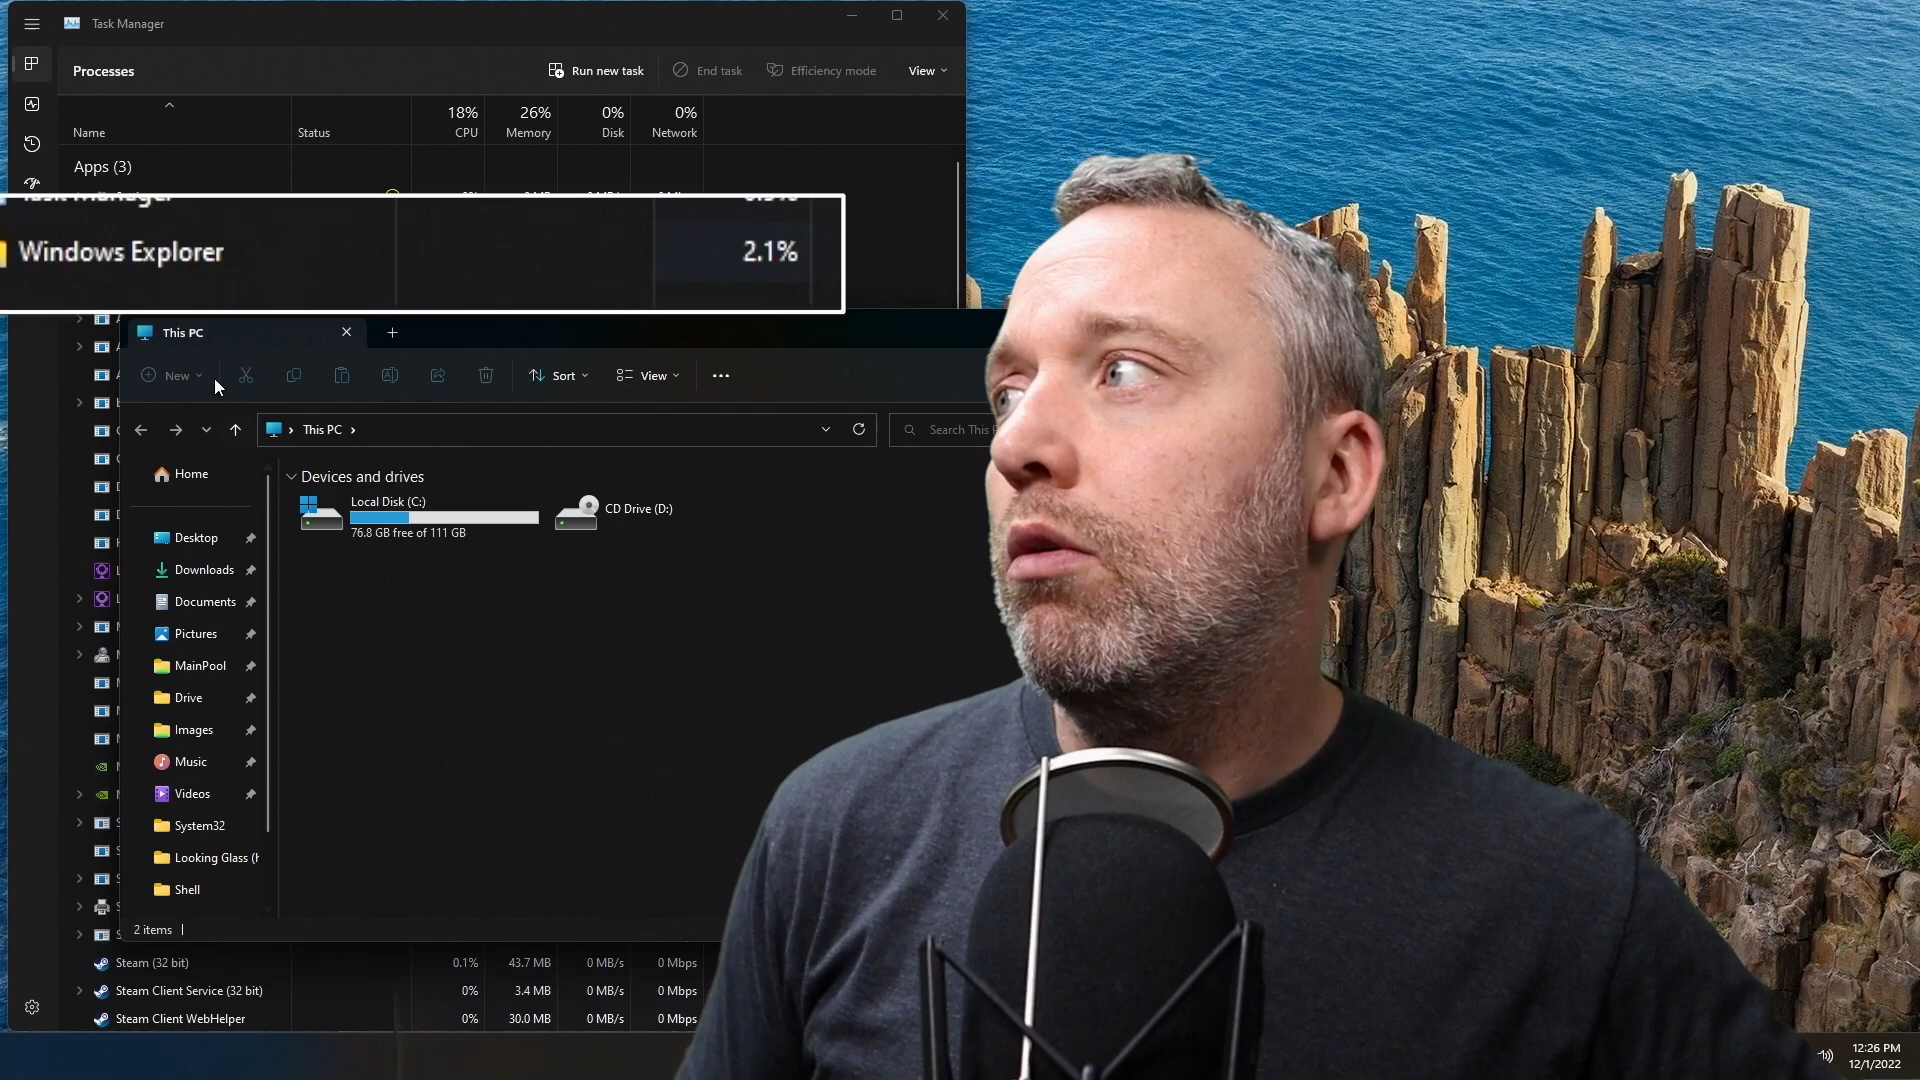 Task Manager
Processes
Run new task
End task
Efficiency mode
View
18%
26%
0%
0%
Name
Status
CPU
Memory
Disk
Network
Apps (3)
Task Manager
Windows Explorer
2.1%
This PC
New
Sort
View
This PC
Search This
Home
Devices and drives
Local Disk (C:)
76.8 GB free of 111 GB
CD Drive (D:)
Desktop
Downloads
Documents
Pictures
MainPool
Drive
Images
Music
Videos
System32
Looking Glass (
Shell
2 items
Steam (32 bit)
0.1%
43.7 MB
0 MB/s
0 Mbps
Steam Client Service (32 bit)
0%
3.4 MB
0 MB/s
0 Mbps
Steam Client WebHelper
0%
30.0 MB
0 MB/s
0 Mbps
12:26 PM
12/1/2022